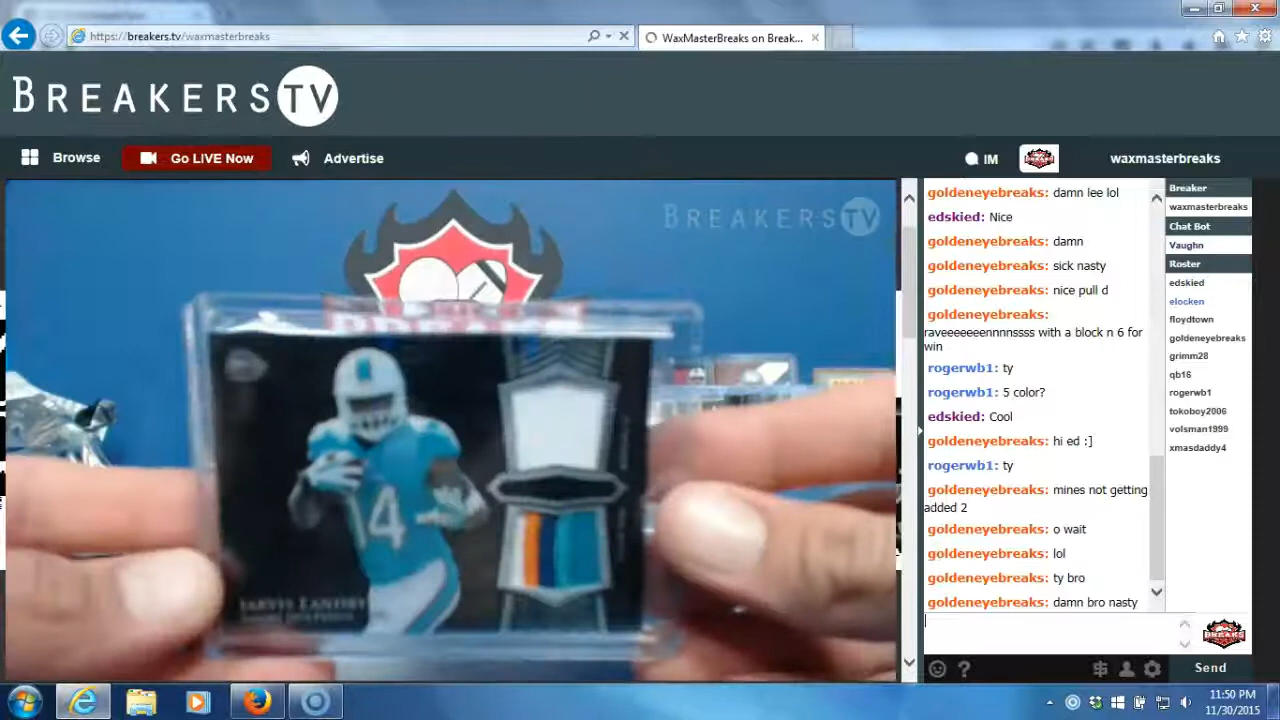 https://breakers.tv/waxmasterbreaks
WaxMasterBreaks on Break...
BREAKERSTV
Browse
Go LIVE Now
Advertise
IM
waxmasterbreaks
BREAKERSTV
14
JARVIS LANDRY
goldeneyebreaks: damn lee lol
edskied: Nice
goldeneyebreaks: damn
goldeneyebreaks: sick nasty
goldeneyebreaks: nice pull d
goldeneyebreaks:
raveeeeeeennnnssss with a block n 6 for
win
rogerwb1: ty
rogerwb1: 5 color?
edskied: Cool
goldeneyebreaks: hi ed :]
rogerwb1: ty
goldeneyebreaks: mines not getting
added 2
goldeneyebreaks: o wait
goldeneyebreaks: lol
goldeneyebreaks: ty bro
goldeneyebreaks: damn bro nasty
Breaker
waxmasterbreaks
Chat Bot
Vaughn
Roster
edskied
elocken
floydtown
goldeneyebreaks
grimm28
qb16
rogerwb1
tokoboy2006
volsman1999
xmasdaddy4
BREAKS
Send
11:50 PM
11/30/2015